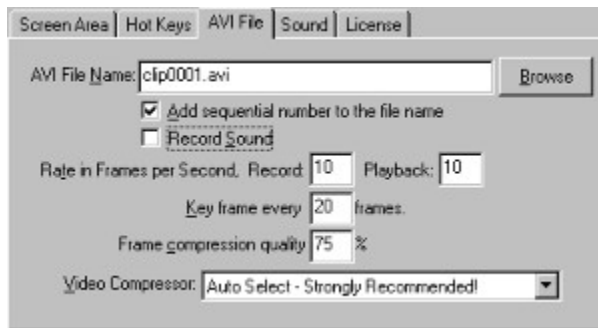 Screen Area Hot Keys AVI File Sound License
AVI File Name: clip0001.avi Browse
Add sequential number to the file name
Record Sound
Rate in Frames per Second, Record: 10 Playback: 10
Key frame every 20 frames.
Frame compression quality 75 %
Video Compressor: Auto Select - Strongly Recommended!